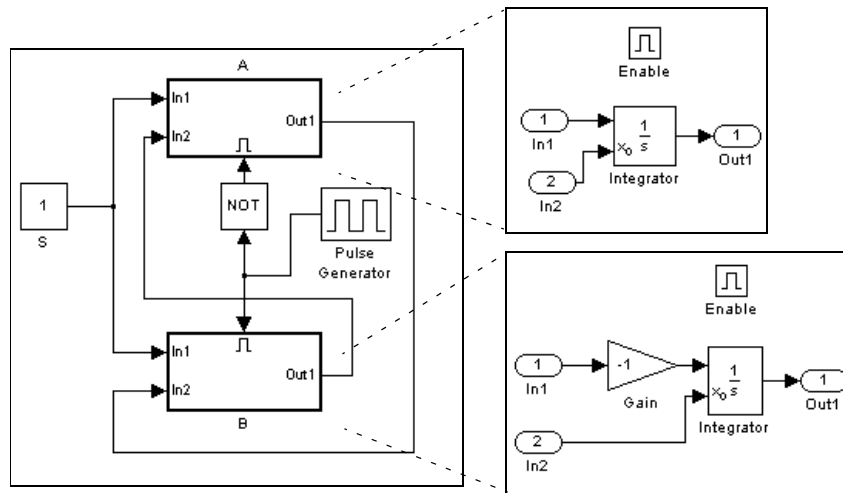 A
In1
In2
Out1
NOT
1
S
Pulse
Generator
In1
In2
Out1
B
Enable
1
In1
2
In2
x0
1
s
Integrator
1
Out1
Enable
1
In1
-1
Gain
2
In2
x0
1
s
Integrator
1
Out1